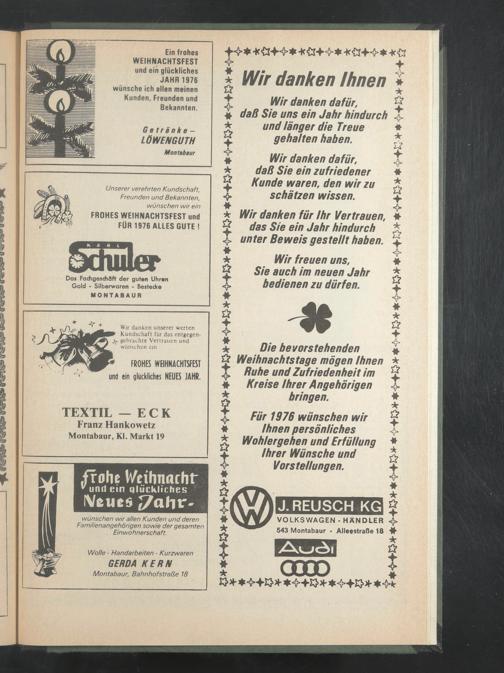 Ein frohes
WEIHNACHTSFEST
und ein glückliches
JAHR 1976
wünsche ich allen meinen
Kunden, Freunden und
Bekannten.
Getränke –
LÖWENGUTH
Montabaur
Unserer verehrten Kundschaft,
Freunden und Bekannten,
wünschen wir ein
FROHES WEIHNACHTSFEST und
FÜR 1976 ALLES GUTE !
KARL
Schuler
Das Fachgeschäft der guten Uhren
Gold - Silberwaren - Bestecke
MONTABAUR
Wir danken unserer werten
Kundschaft für das entgegen-
gebrachte Vertrauen und
wünschen ein
FROHES WEIHNACHTSFEST
und ein glückliches NEUES JAHR.
TEXTIL — ECK
Franz Hankowetz
Montabaur, Kl. Markt 19
Frohe Weihnacht
und ein glückliches
Neues Jahr-
wünschen wir allen Kunden und deren
Familienangehörigen sowie der gesamten
Einwohnerschaft.
Wolle - Handarbeiten - Kurzwaren
GERDA KERN
Montabaur, Bahnhofstraße 18
Wir danken Ihnen
Wir danken dafür,
daß Sie uns ein Jahr hindurch
und länger die Treue
gehalten haben.
Wir danken dafür,
daß Sie ein zufriedener
Kunde waren, den wir zu
schätzen wissen.
Wir danken für Ihr Vertrauen,
das Sie ein Jahr hindurch
unter Beweis gestellt haben.
Wir freuen uns,
Sie auch im neuen Jahr
bedienen zu dürfen.
Die bevorstehenden
Weihnachtstage mögen Ihnen
Ruhe und Zufriedenheit im
Kreise Ihrer Angehörigen
bringen.
Für 1976 wünschen wir
Ihnen persönliches
Wohlergehen und Erfüllung
Ihrer Wünsche und
Vorstellungen.
VW
J. REUSCH KG
VOLKSWAGEN - HÄNDLER
543 Montabaur - Alleestraße 18
Audi